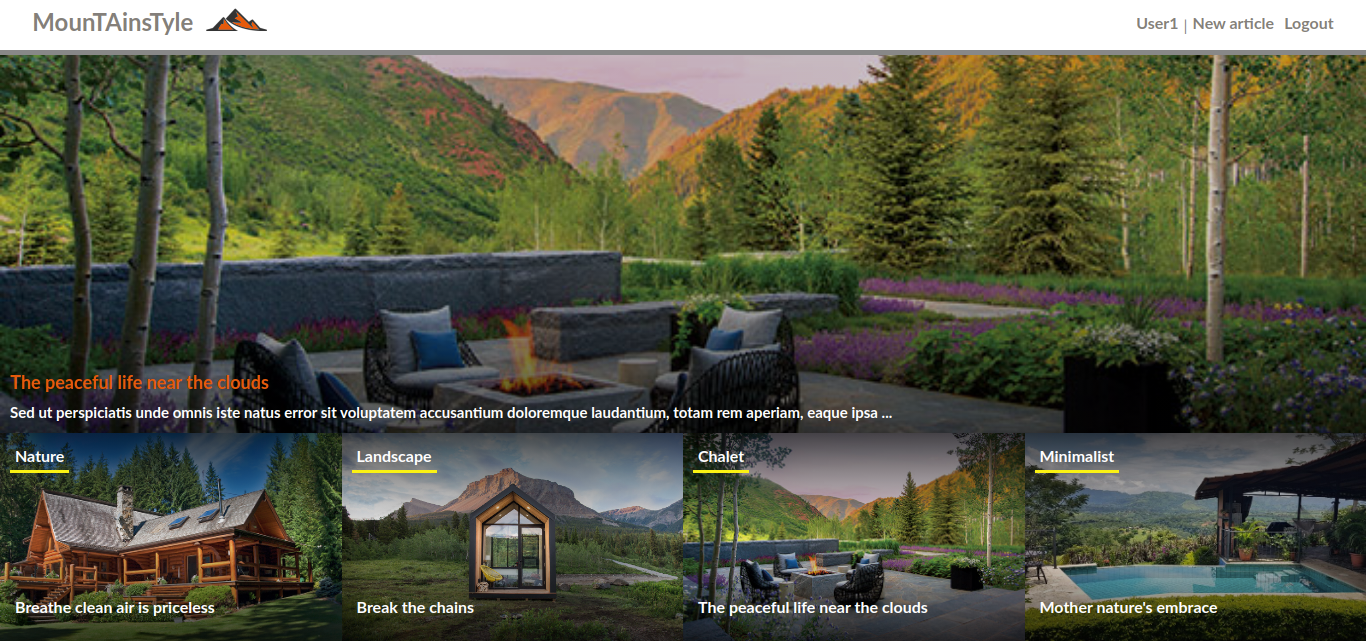 MounTAinsTyle
User1 | New article Logout
The peaceful life near the clouds
Sed ut perspiciatis unde omnis iste natus error sit voluptatem accusantium doloremque laudantium, totam rem aperiam, eaque ipsa ...
Nature
Landscape
Chalet
Minimalist
Breathe clean air is priceless
Break the chains
The peaceful life near the clouds
Mother nature's embrace